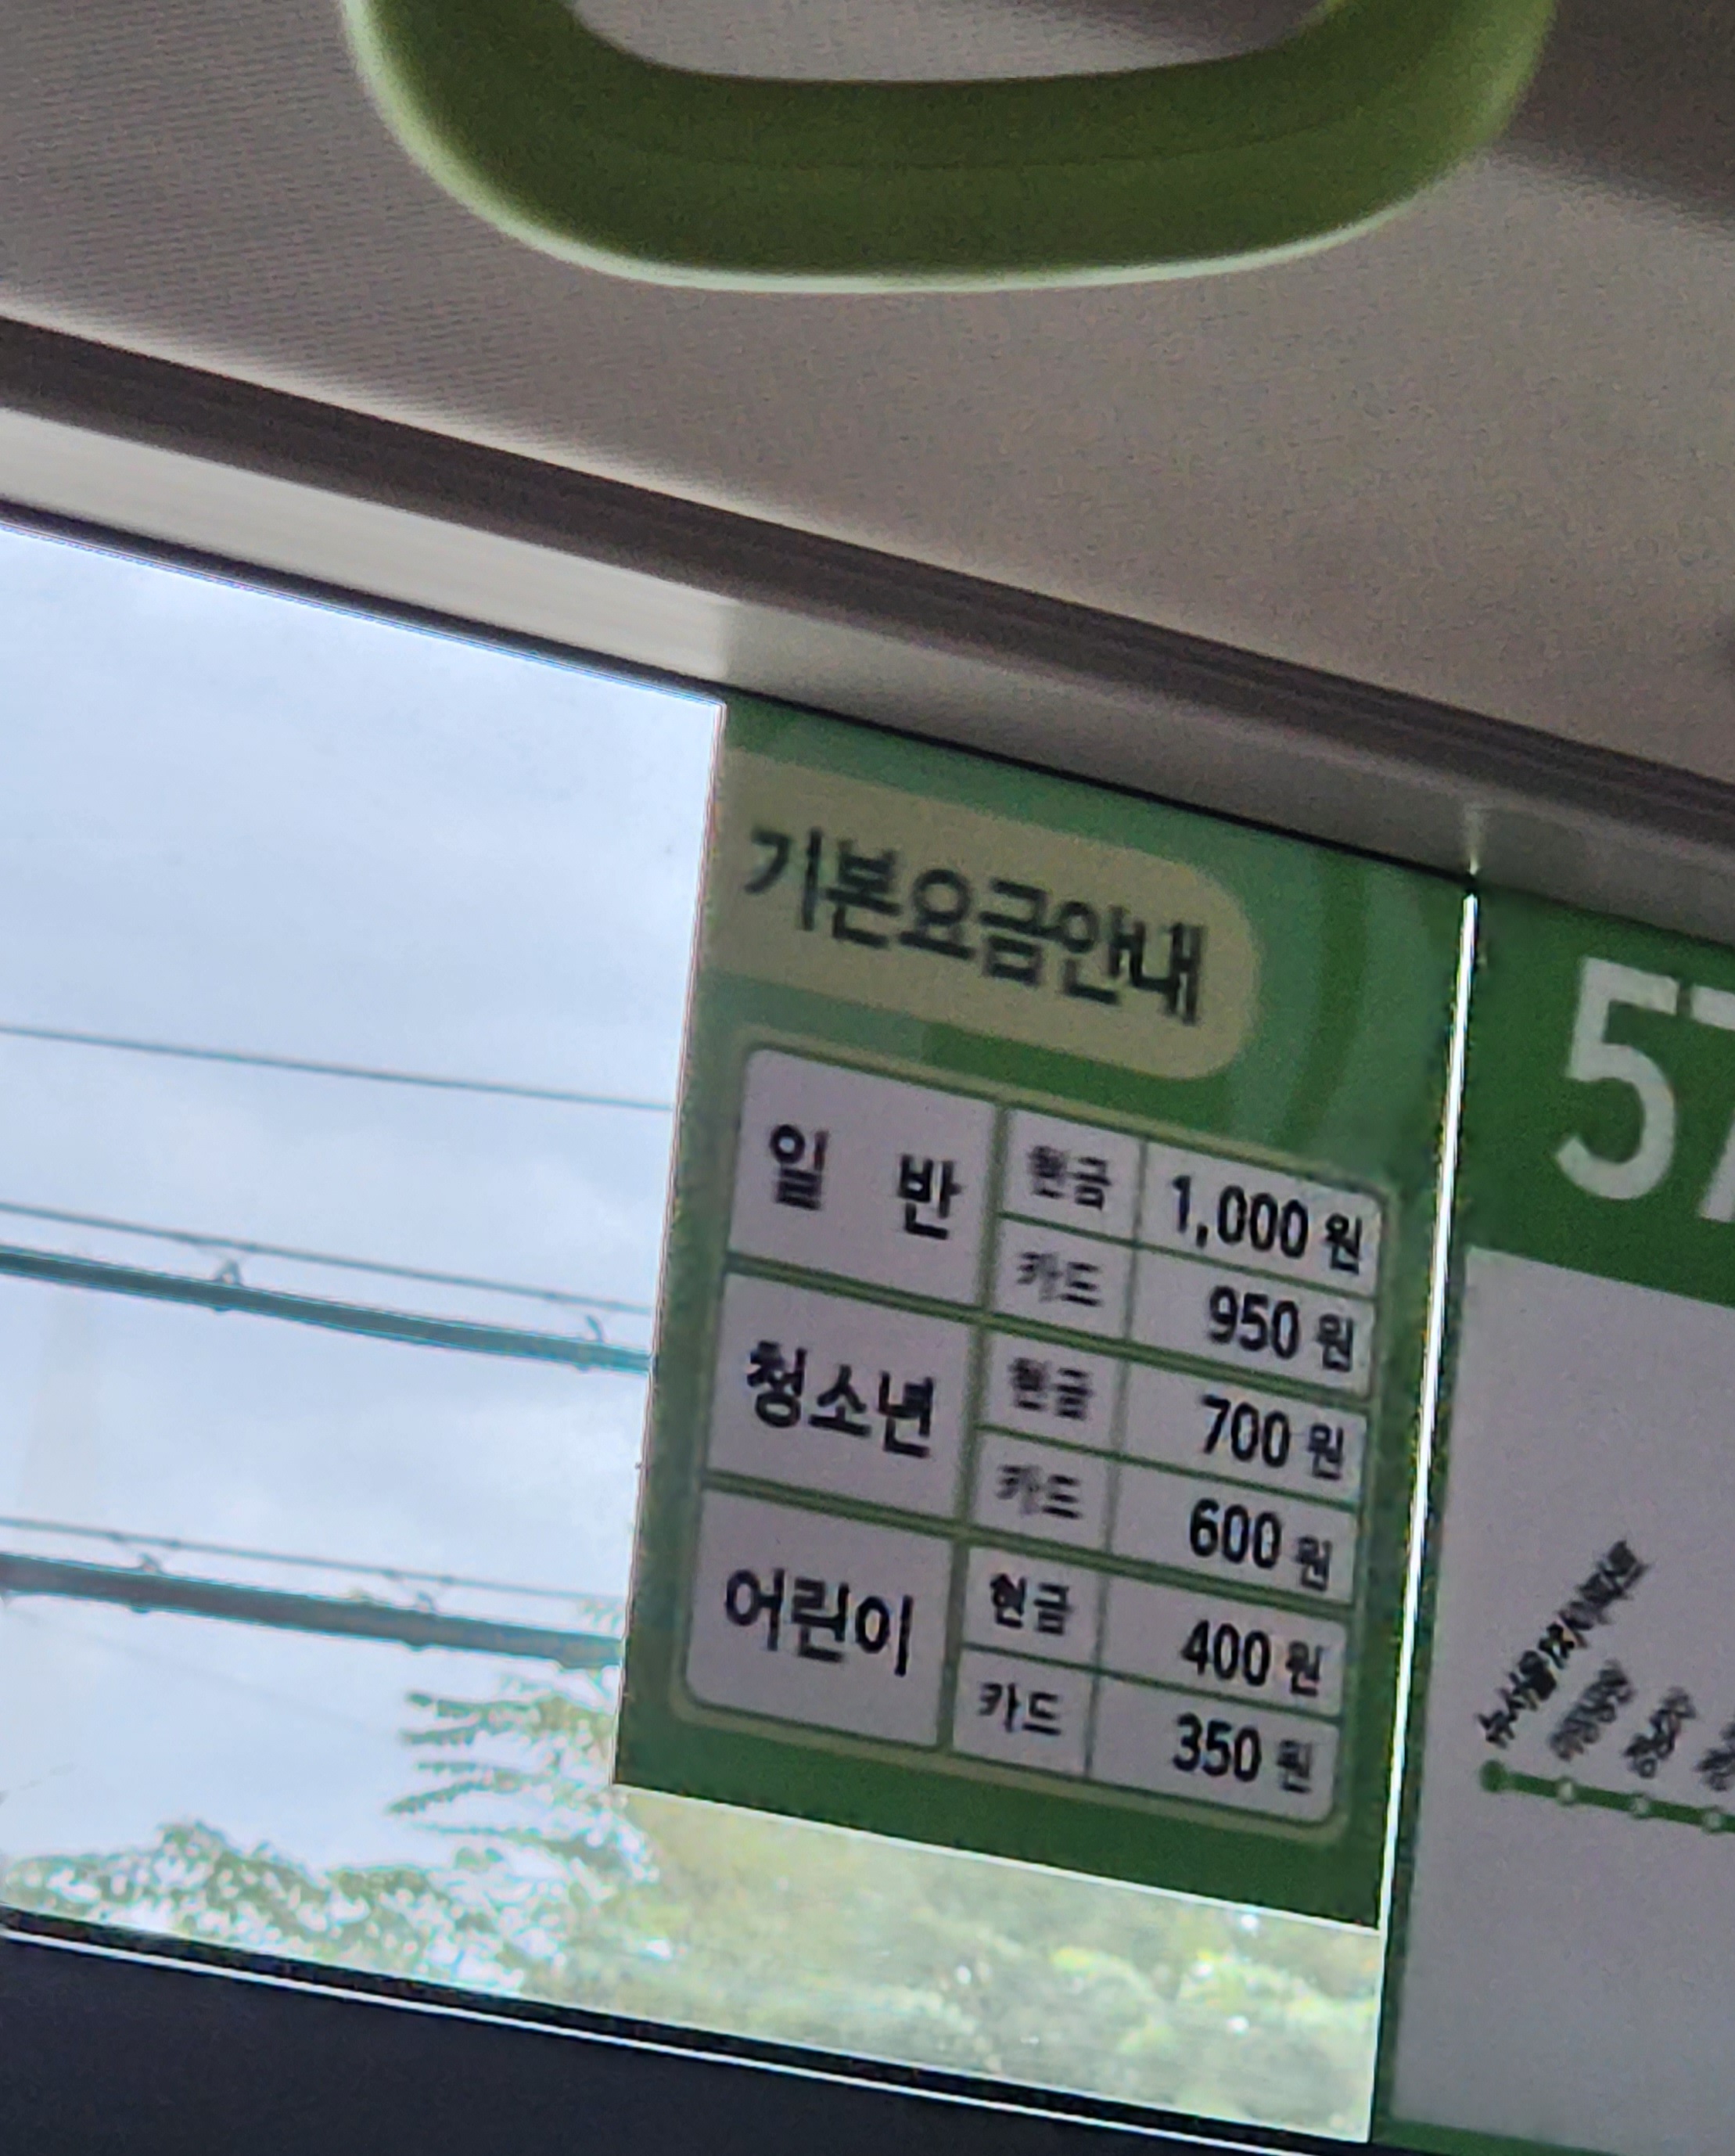 기본요금안내
일 반 현금 1,000 원
카드 950 원
청소년 현금 700 원
카드 600 원
어린이 현금 400 원
카드 350 원
57